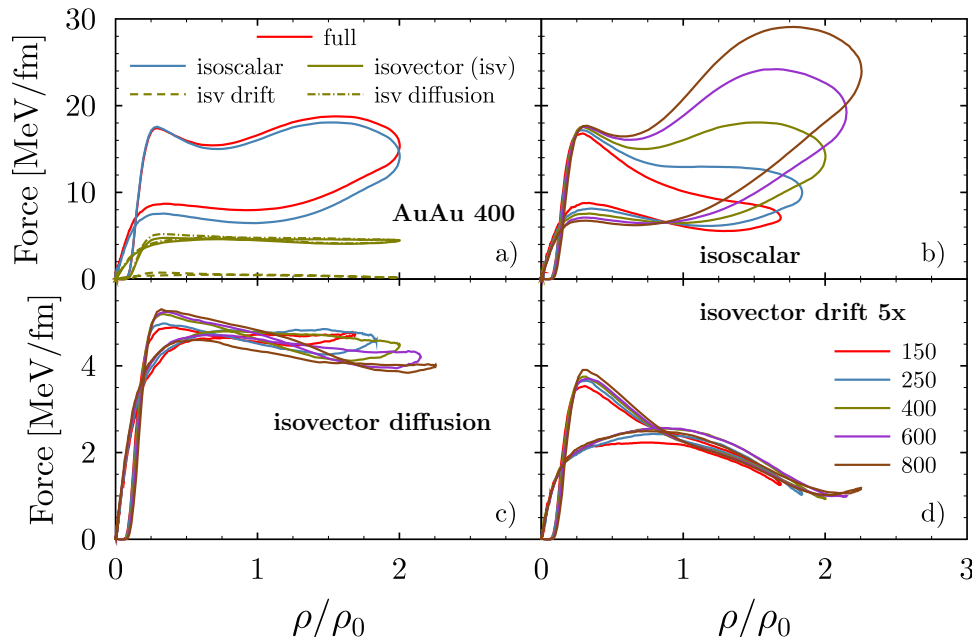 30
20
10
0
Force [MeV/fm]
full
isoscalar
isovector (isv)
isv drift
isv diffusion
AuAu 400
a)
isoscalar
b)
4
2
0
Force [MeV/fm]
isovector diffusion
c)
isovector drift 5x
150
250
400
600
800
d)
0 1 2 0 1 2 3
ρ/ρ0 ρ/ρ0